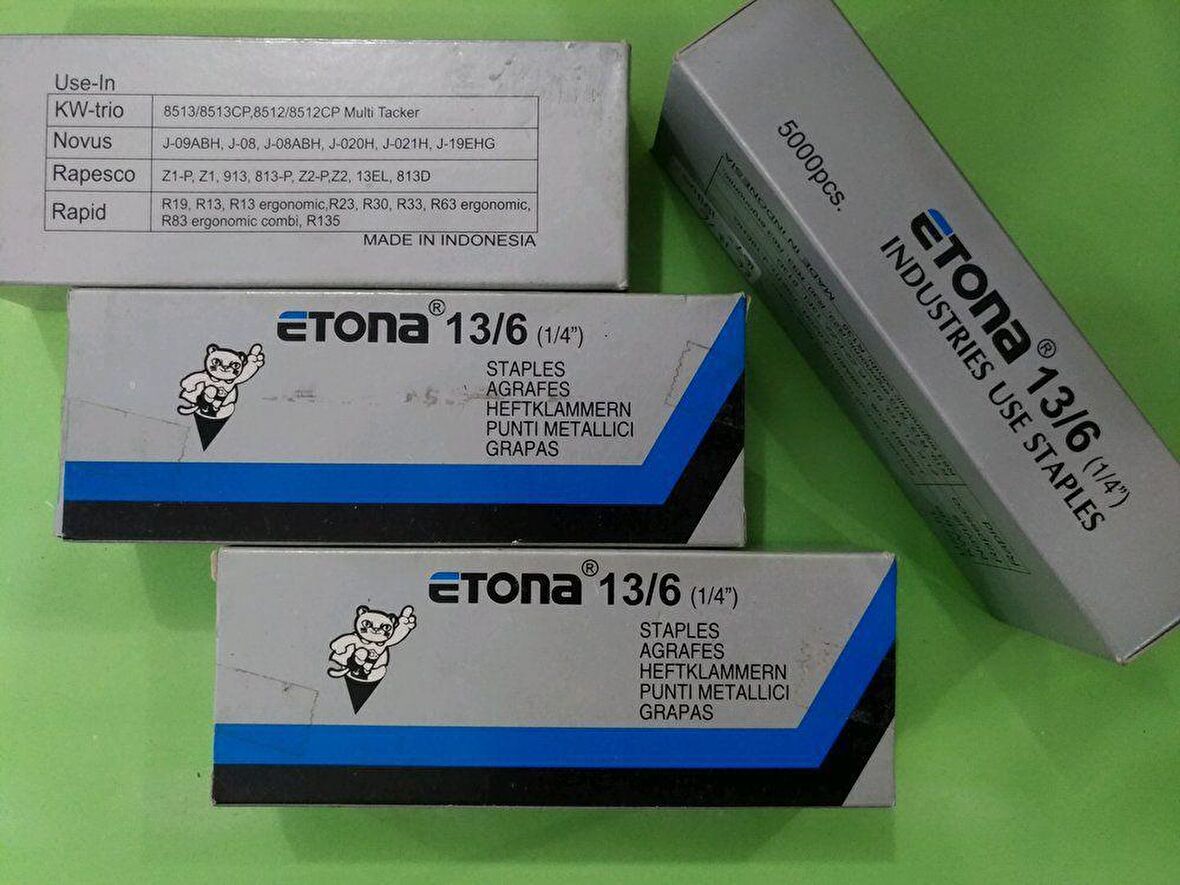 Use-In
KW-trio 8513/8513CP,8512/8512CP Multi Tacker
Novus J-09ABH, J-08, J-08ABH, J-020H, J-021H, J-19EHG
Rapesco Z1-P, Z1, 913, 813-P, Z2-P,Z2, 13EL, 813D
Rapid R19, R13, R13 ergonomic,R23, R30, R33, R63 ergonomic,
R83 ergonomic combi, R135
MADE IN INDONESIA
ETONA® 13/6 (1/4")
STAPLES
AGRAFES
HEFTKLAMMERN
PUNTI METALLICI
GRAPAS
ETONA® 13/6 (1/4")
STAPLES
AGRAFES
HEFTKLAMMERN
PUNTI METALLICI
GRAPAS
5000pcs.
ETONA® 13/6 (1/4")
INDUSTRIES USE STAPLES
MADE IN INDONESIA